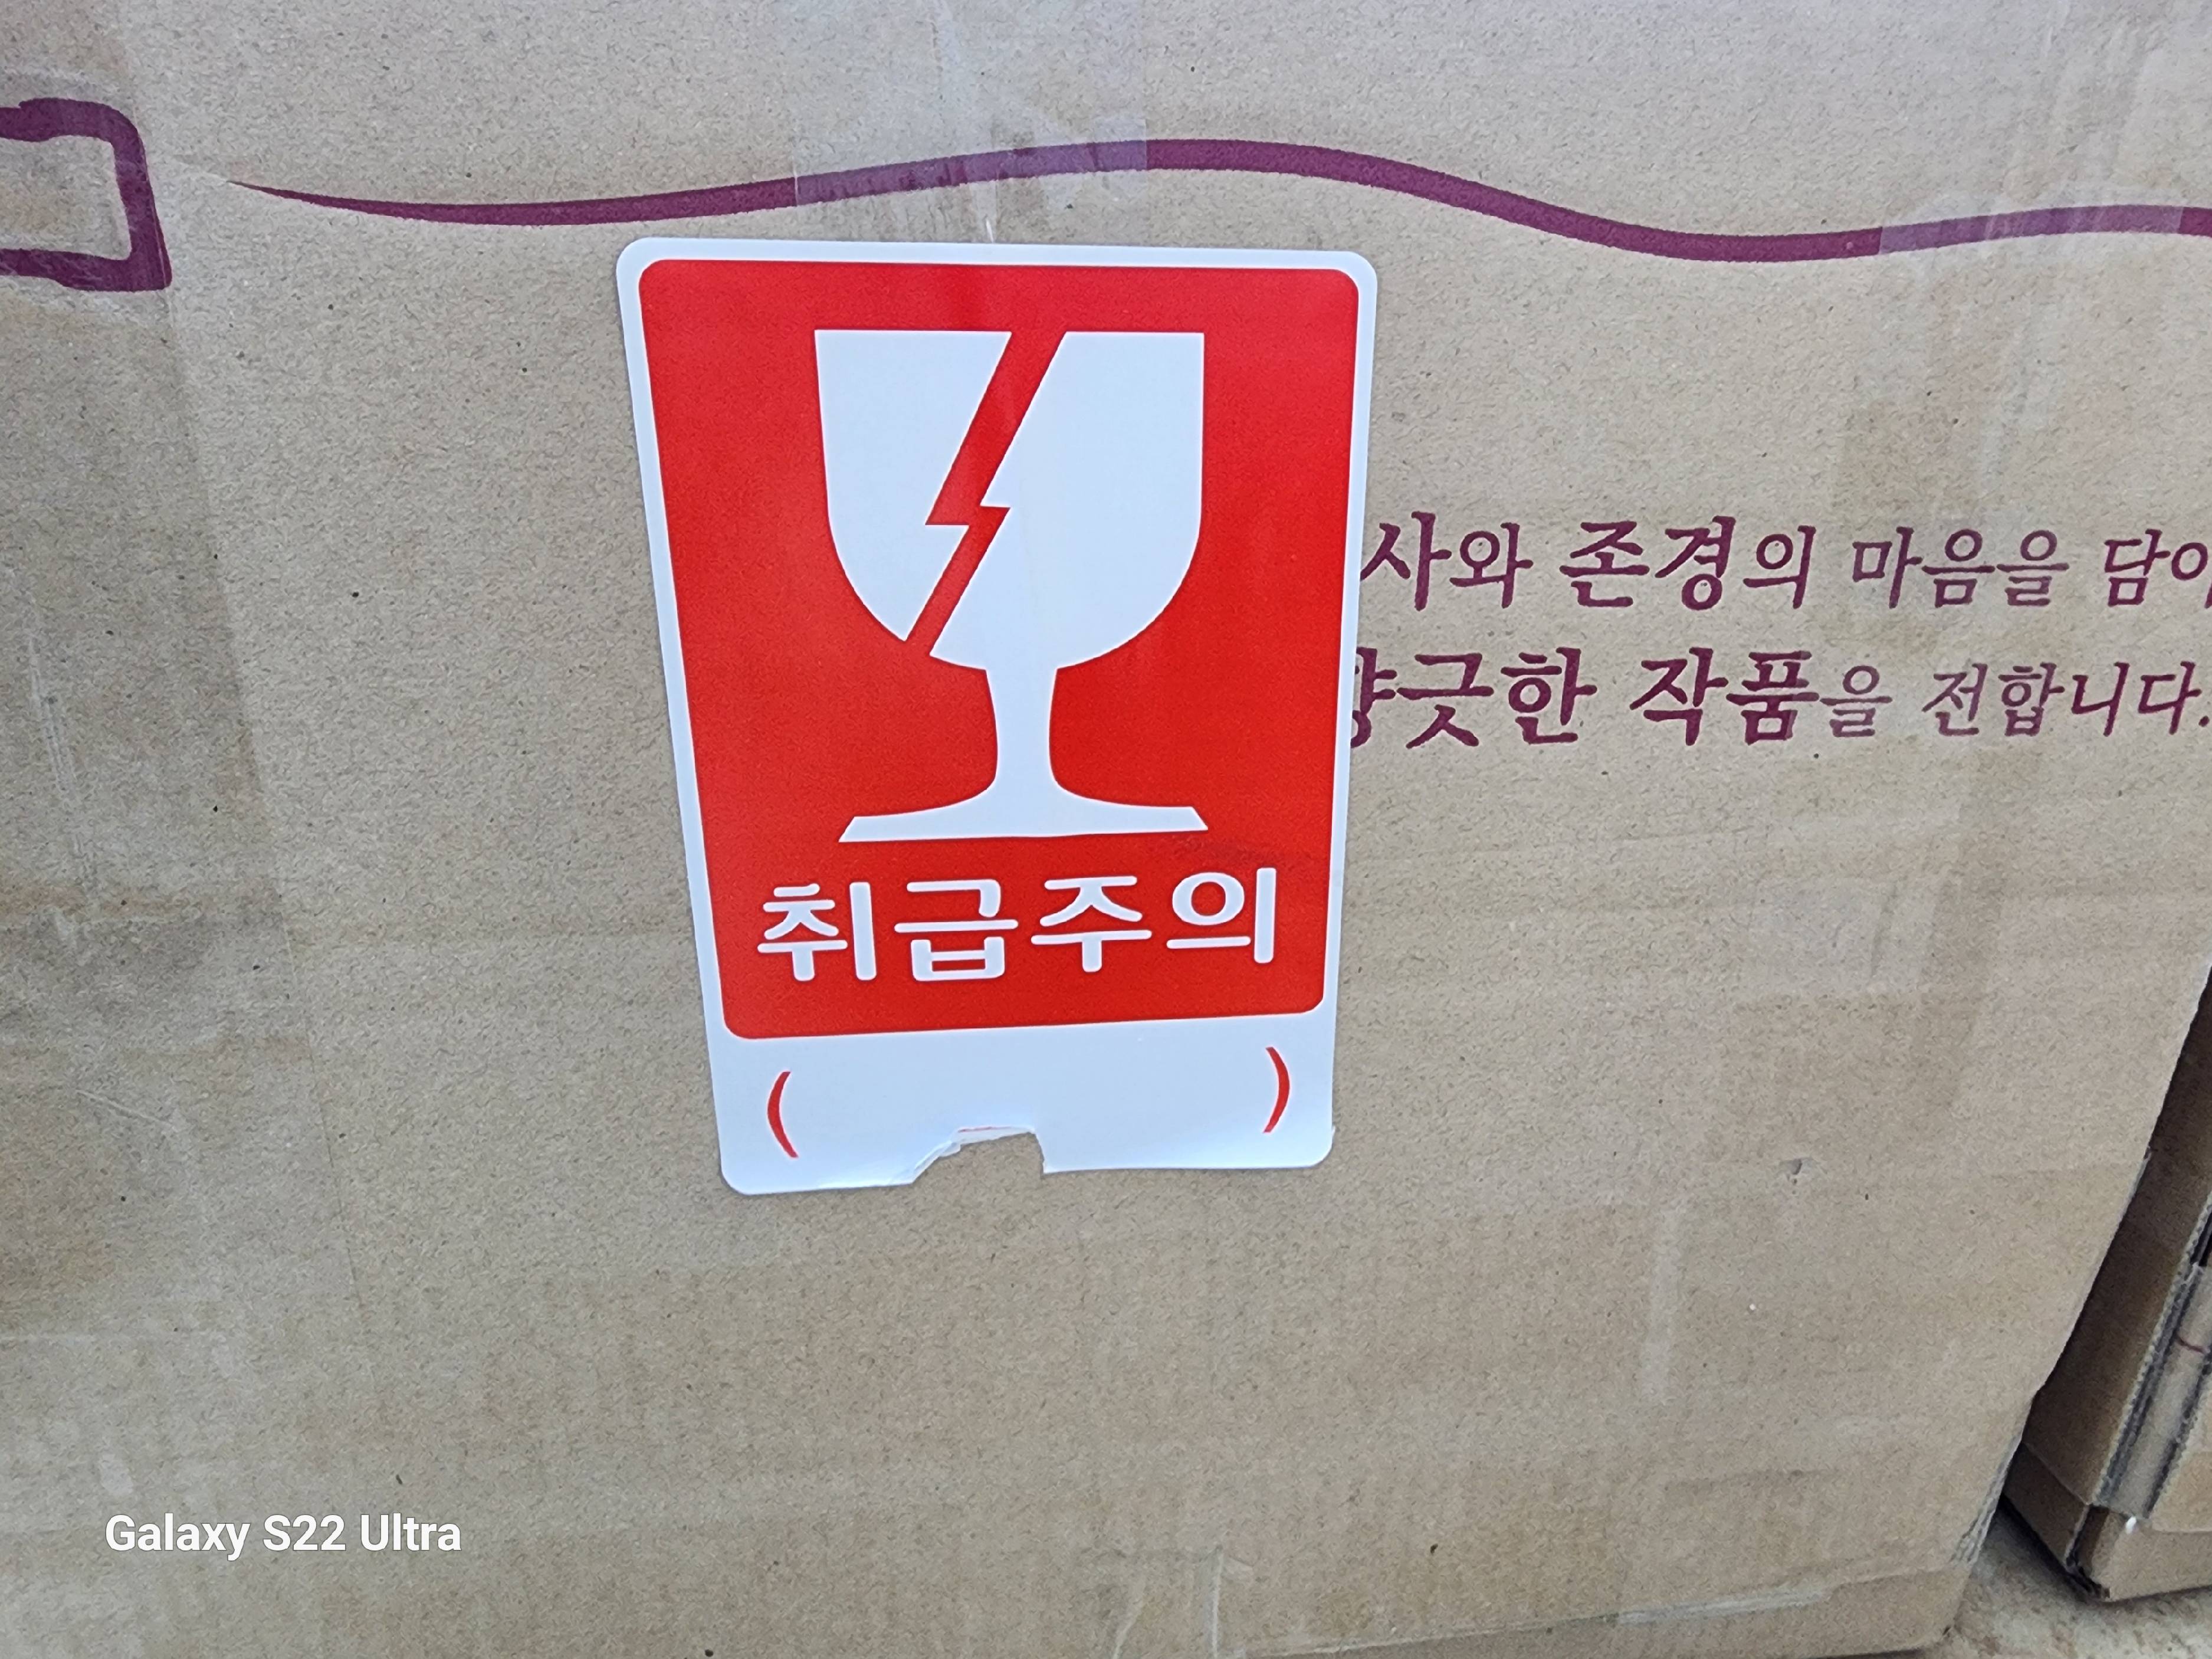 사와 존경의 마음을 담아
향긋한 작품을 전합니다.
취급주의
( )
Galaxy S22 Ultra